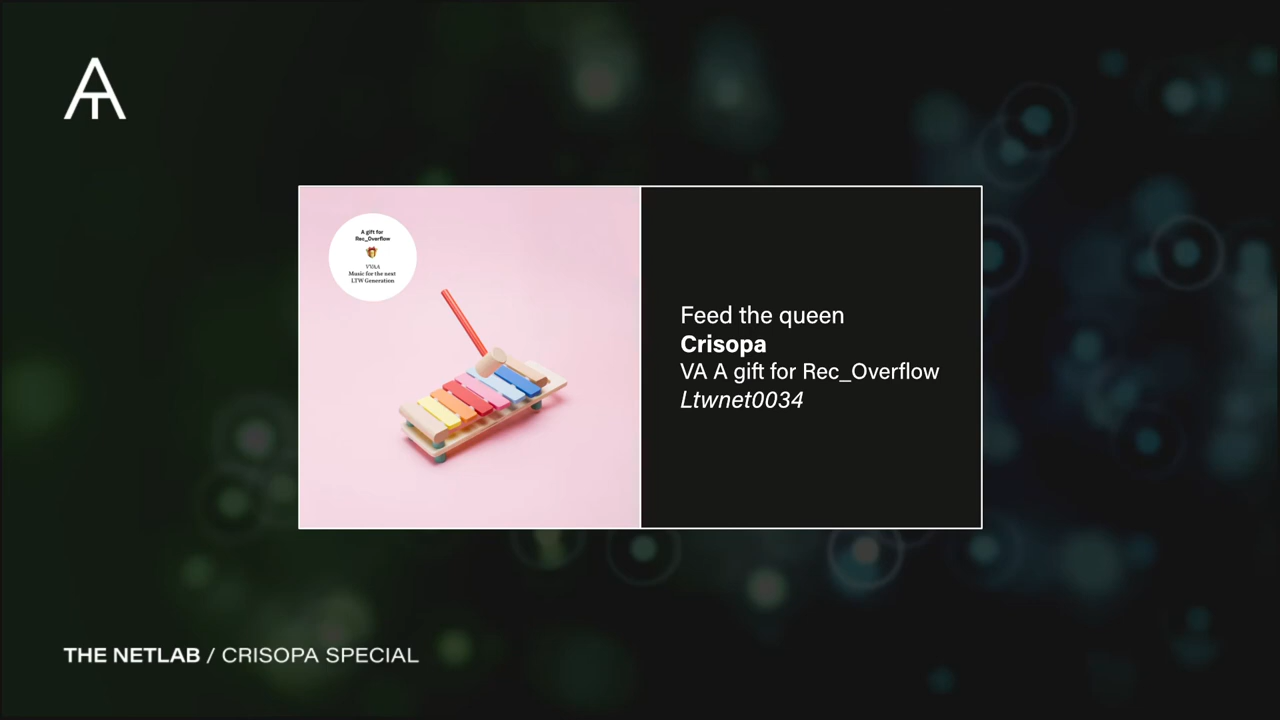 AT
A gift for
Rec_Overflow
VVAA
Music for the next
LTW Generation
Feed the queen
Crisopa
VA A gift for Rec_Overflow
Ltwnet0034
THE NETLAB / CRISOPA SPECIAL